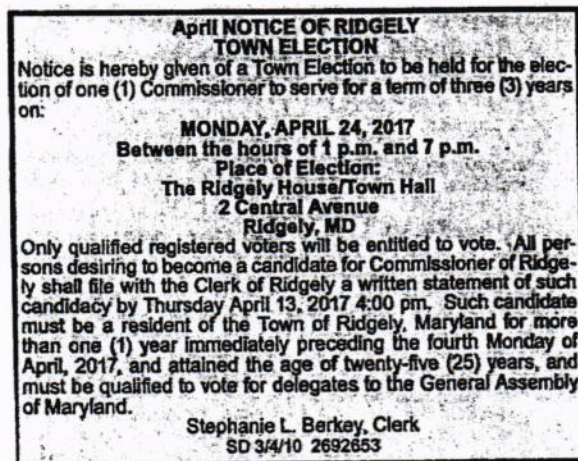 April NOTICE OF RIDGELY
TOWN ELECTION
Notice is hereby given of a Town Election to be held for the elec-
tion of one (1) Commissioner to serve for a term of three (3) years
on:
MONDAY, APRIL 24, 2017
Between the hours of 1 p.m. and 7 p.m.
Place of Election:
The Ridgely House/Town Hall
2 Central Avenue
Ridgely, MD
Only qualified registered voters will be entitled to vote. All per-
sons desiring to become a candidate for Commissioner of Ridge-
ly shall file with the Clerk of Ridgely a written statement of such
candidacy by Thursday April 13, 2017 4:00 pm. Such candidate
must be a resident of the Town of Ridgely, Maryland for more
than one (1) year immediately preceding the fourth Monday of
April, 2017, and attained the age of twenty-five (25) years, and
must be qualified to vote for delegates to the General Assembly
of Maryland.
Stephanie L. Berkey, Clerk
SD 3/4/10 2692653